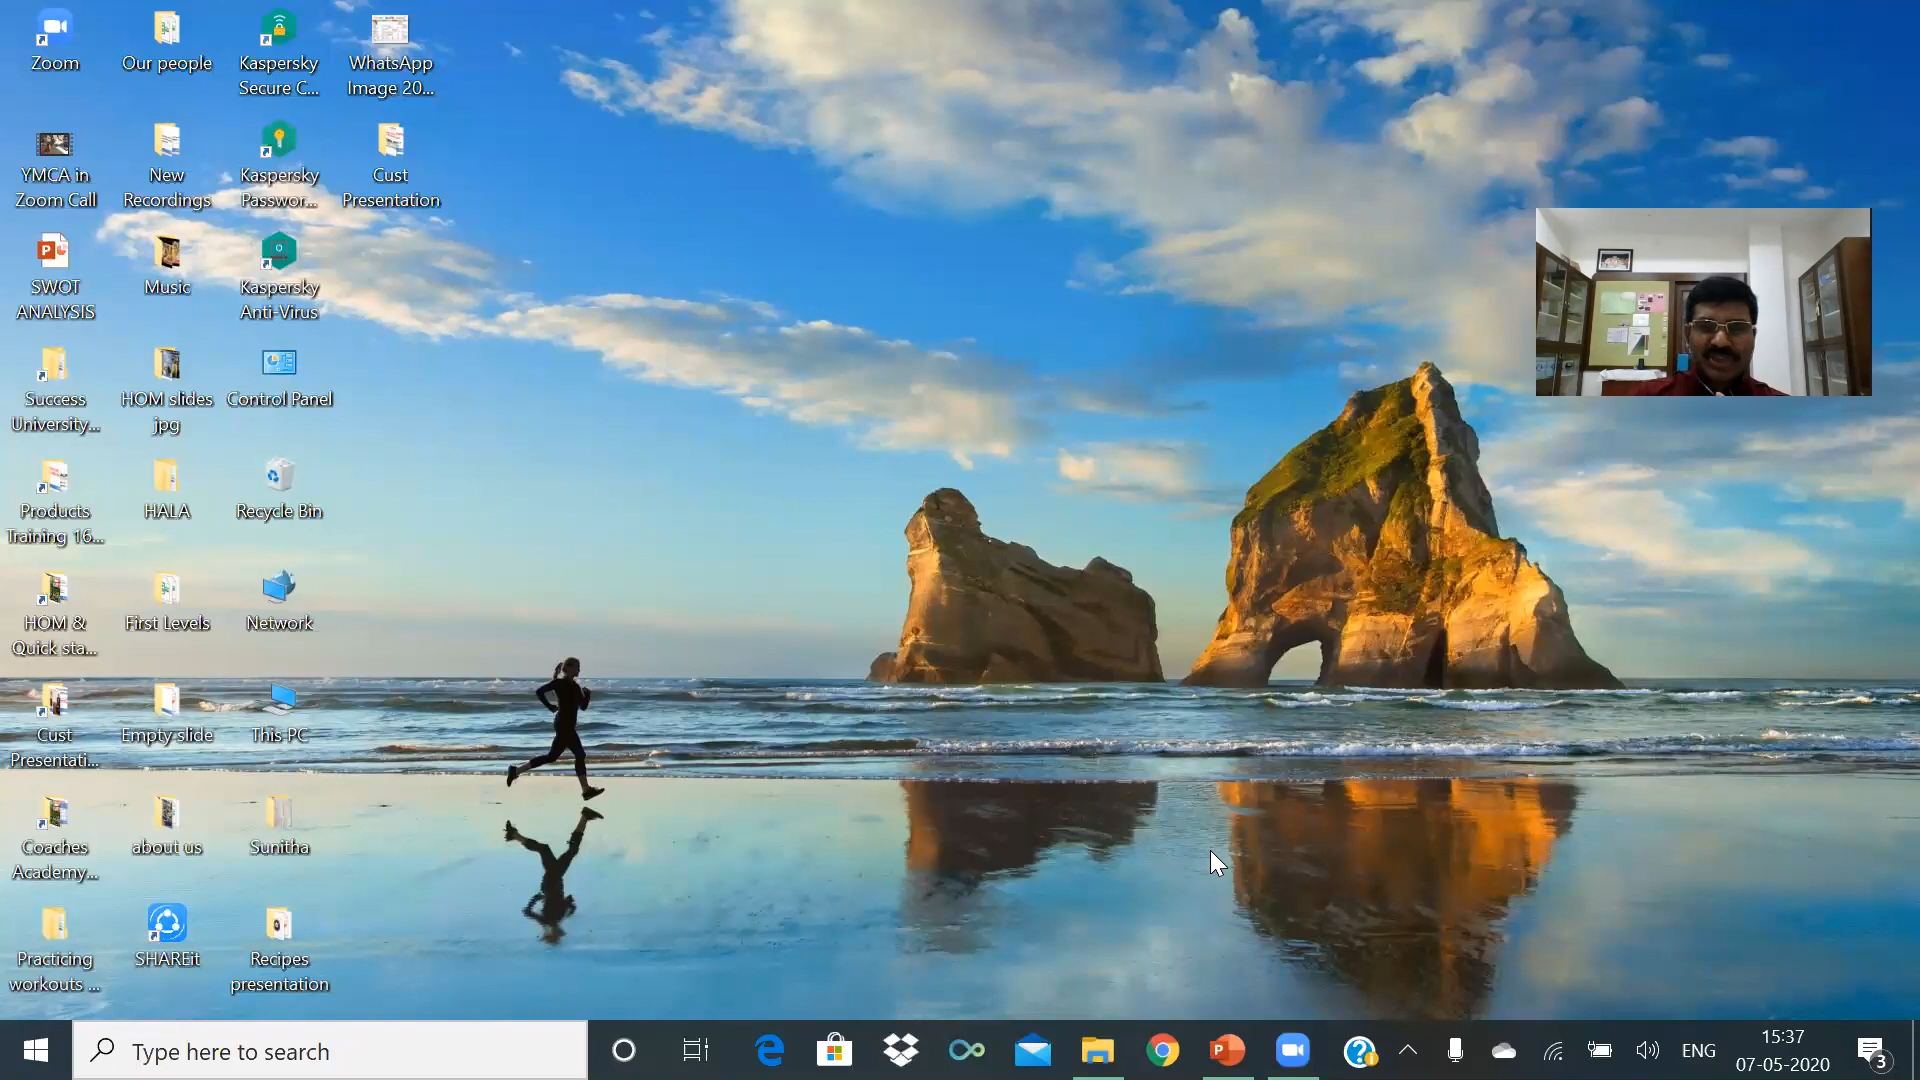 Zoom
Our people
Kaspersky
Secure C...
WhatsApp
Image 20...
YMCA in
Zoom Call
New
Recordings
Kaspersky
Passwor...
Cust
Presentation
SWOT
ANALYSIS
Music
Kaspersky
Anti-Virus
Success
University...
HOM slides
jpg
Control Panel
Products
Training 16...
HALA
Recycle Bin
HOM &
Quick sta...
First Levels
Network
Cust
Presentati...
Empty slide
This PC
Coaches
Academy...
about us
Sunitha
Practicing
workouts ...
SHAREit
Recipes
presentation
Type here to search
ENG
15:37
07-05-2020
3